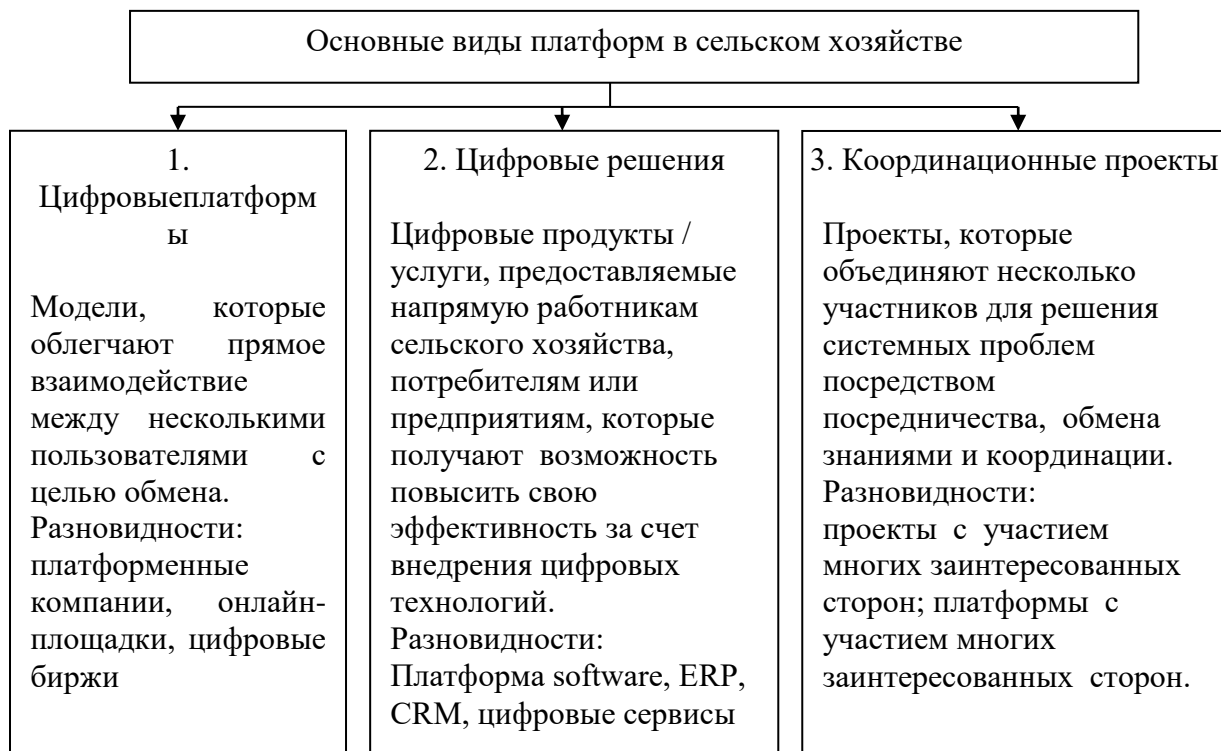 Основные виды платформ в сельском хозяйстве
1.
Цифровыеплатформ
ы
Модели, которые
облегчают прямое
взаимодействие
между несколькими
пользователями с
целью обмена.
Разновидности:
платформенные
компании, онлайн-
площадки, цифровые
биржи
2. Цифровые решения
Цифровые продукты /
услуги, предоставляемые
напрямую работникам
сельского хозяйства,
потребителям или
предприятиям, которые
получают возможность
повысить свою
эффективность за счет
внедрения цифровых
технологий.
Разновидности:
Платформа software, ERP,
CRM, цифровые сервисы
3. Координационные проекты
Проекты, которые
объединяют несколько
участников для решения
системных проблем
посредством
посредничества, обмена
знаниями и координации.
Разновидности:
проекты с участием
многих заинтересованных
сторон; платформы с
участием многих
заинтересованных сторон.